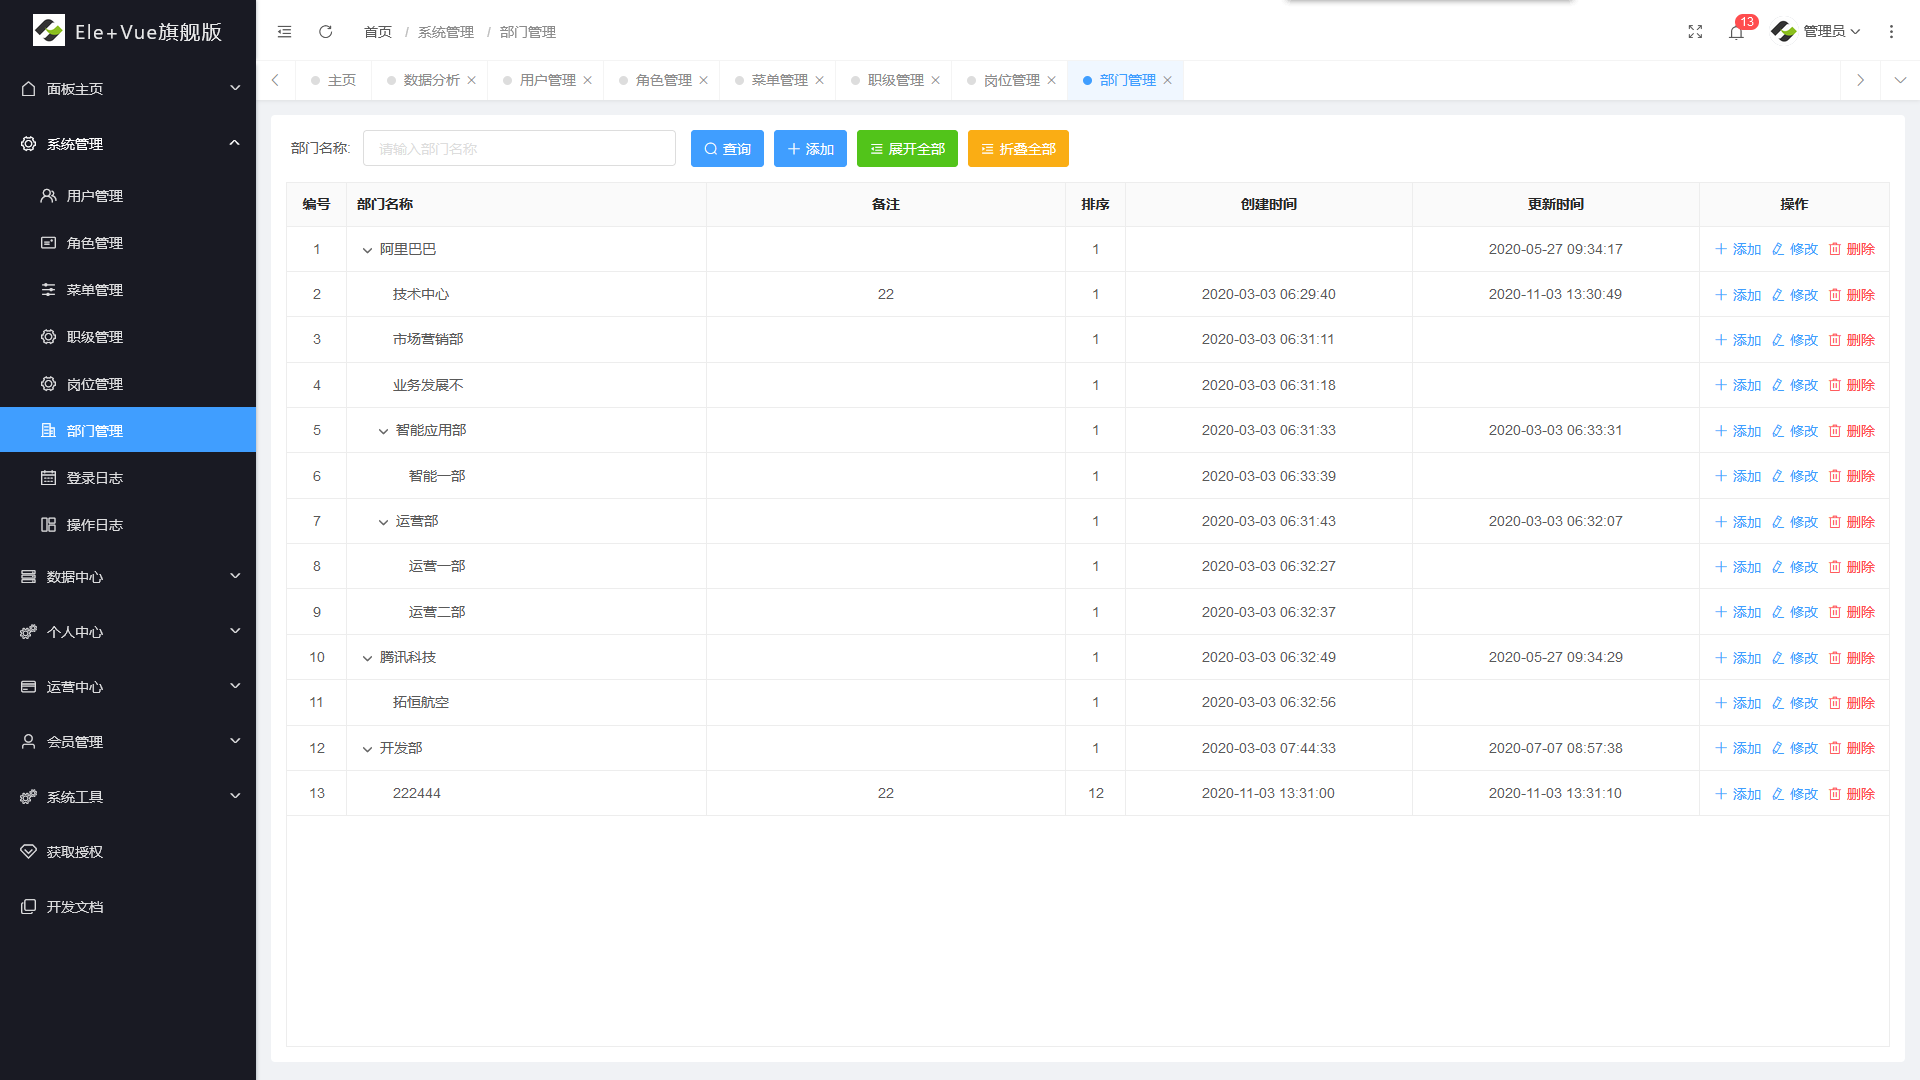 Ele+Vue旗舰版
面板主页
系统管理
用户管理
角色管理
菜单管理
职级管理
岗位管理
部门管理
登录日志
操作日志
数据中心
个人中心
运营中心
会员管理
系统工具
获取授权
开发文档
首页 / 系统管理 / 部门管理
13
管理员
主页 数据分析 用户管理 角色管理 菜单管理 职级管理 岗位管理 部门管理
部门名称: 请输入部门名称 查询 添加 展开全部 折叠全部
编号 部门名称 备注 排序 创建时间 更新时间 操作
1 阿里巴巴 1 2020-05-27 09:34:17 添加 修改 删除
2 技术中心 22 1 2020-03-03 06:29:40 2020-11-03 13:30:49 添加 修改 删除
3 市场营销部 1 2020-03-03 06:31:11 添加 修改 删除
4 业务发展不 1 2020-03-03 06:31:18 添加 修改 删除
5 智能应用部 1 2020-03-03 06:31:33 2020-03-03 06:33:31 添加 修改 删除
6 智能一部 1 2020-03-03 06:33:39 添加 修改 删除
7 运营部 1 2020-03-03 06:31:43 2020-03-03 06:32:07 添加 修改 删除
8 运营一部 1 2020-03-03 06:32:27 添加 修改 删除
9 运营二部 1 2020-03-03 06:32:37 添加 修改 删除
10 腾讯科技 1 2020-03-03 06:32:49 2020-05-27 09:34:29 添加 修改 删除
11 拓恒航空 1 2020-03-03 06:32:56 添加 修改 删除
12 开发部 1 2020-03-03 07:44:33 2020-07-07 08:57:38 添加 修改 删除
13 222444 22 12 2020-11-03 13:31:00 2020-11-03 13:31:10 添加 修改 删除